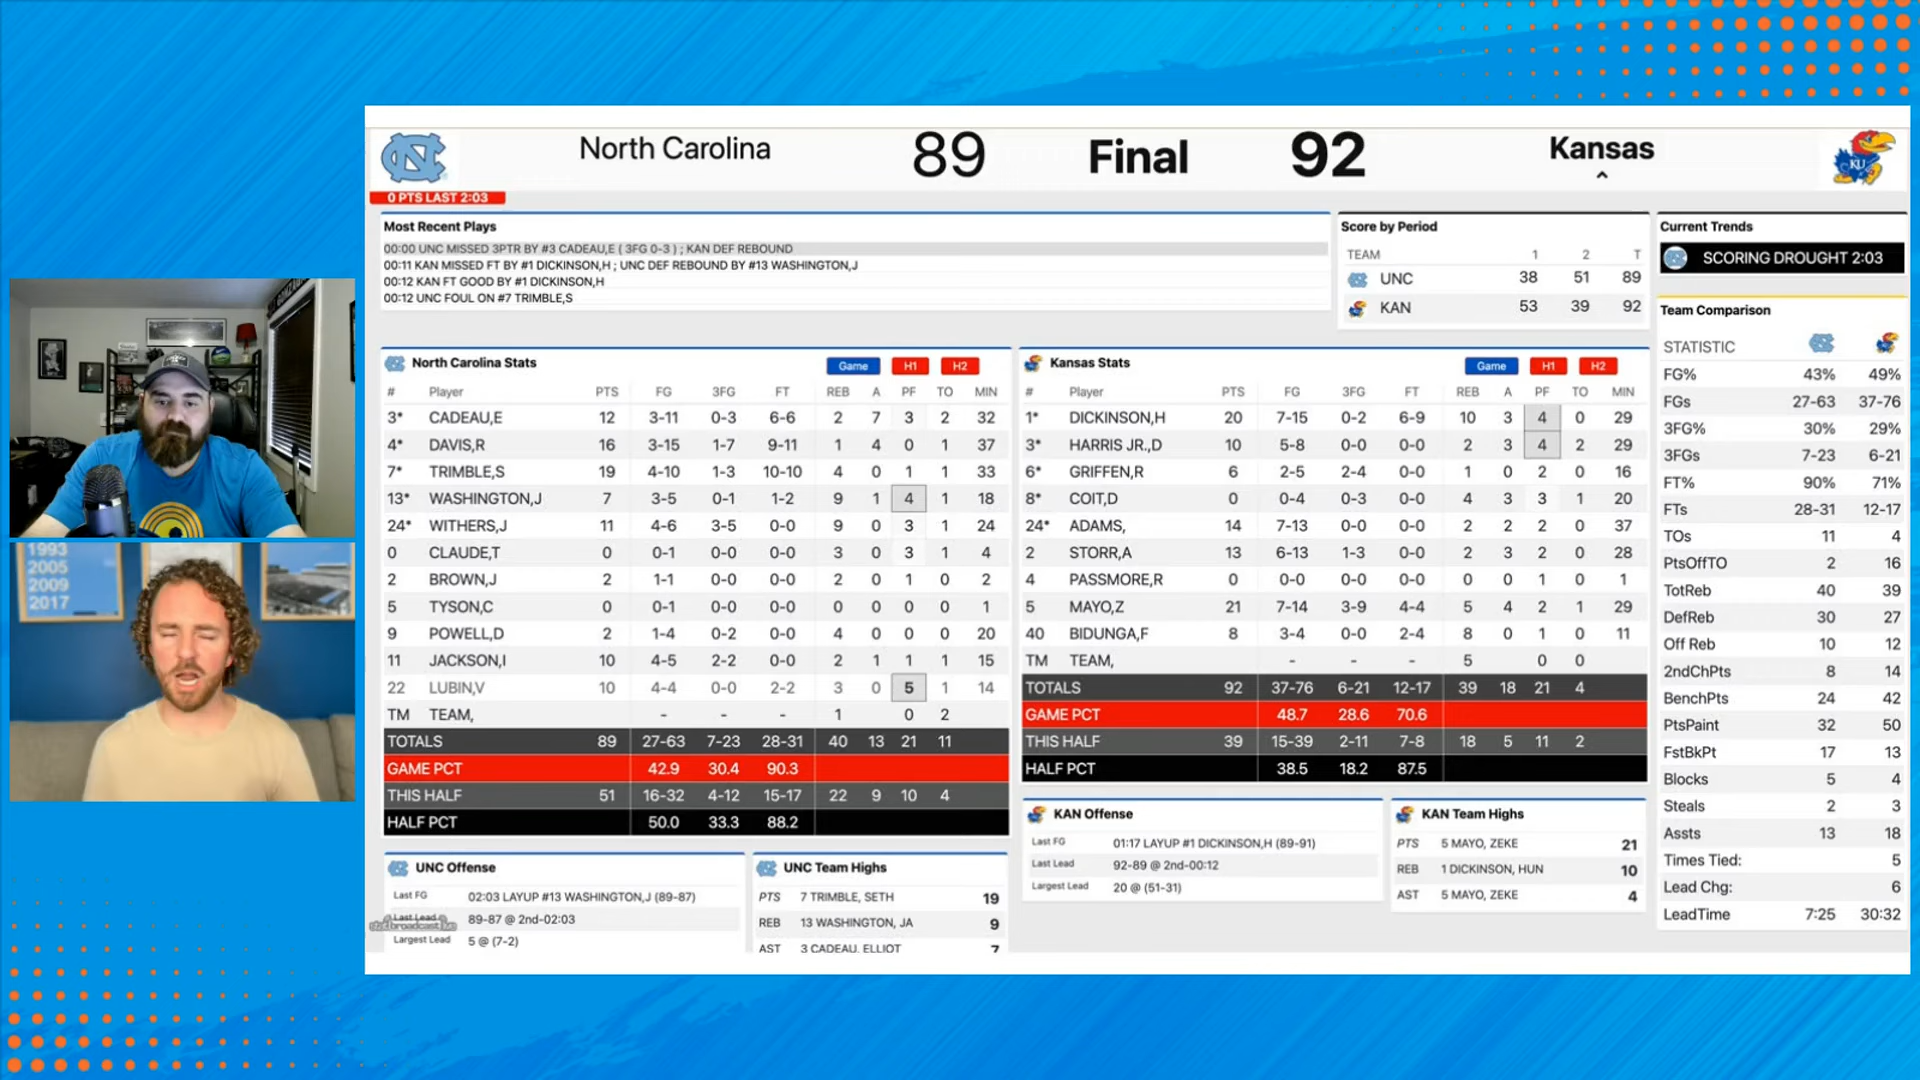 North Carolina 89 Final 92 Kansas
KU
0 PTS LAST 2:03
Most Recent Plays
00:00 UNC MISSED 3PTR BY #3 CADEAU,E ( 3FG 0-3 ) ; KAN DEF REBOUND
00:11 KAN MISSED FT BY #1 DICKINSON,H ; UNC DEF REBOUND BY #13 WASHINGTON,J
00:12 KAN FT GOOD BY #1 DICKINSON,H
00:12 UNC FOUL ON #7 TRIMBLE,S
Score by Period
TEAM 1 2 T
UNC 38 51 89
KAN 53 39 92
Current Trends
SCORING DROUGHT 2:03
North Carolina Stats Game H1 H2
# Player PTS FG 3FG FT REB A PF TO MIN
3* CADEAU,E 12 3-11 0-3 6-6 2 7 3 2 32
4* DAVIS,R 16 3-15 1-7 9-11 1 4 0 1 37
7* TRIMBLE,S 19 4-10 1-3 10-10 4 0 1 1 33
13* WASHINGTON,J 7 3-5 0-1 1-2 9 1 4 1 18
24* WITHERS,J 11 4-6 3-5 0-0 9 0 3 1 24
0 CLAUDE,T 0 0-1 0-0 0-0 3 0 3 1 4
2 BROWN,J 2 1-1 0-0 0-0 2 0 1 0 2
5 TYSON,C 0 0-1 0-0 0-0 0 0 0 0 1
9 POWELL,D 2 1-4 0-2 0-0 4 0 0 0 20
11 JACKSON,I 10 4-5 2-2 0-0 2 1 1 1 15
22 LUBIN,V 10 4-4 0-0 2-2 3 0 5 1 14
TM TEAM, - - - 1 0 2
TOTALS 89 27-63 7-23 28-31 40 13 21 11
GAME PCT 42.9 30.4 90.3
THIS HALF 51 16-32 4-12 15-17 22 9 10 4
HALF PCT 50.0 33.3 88.2
Kansas Stats Game H1 H2
# Player PTS FG 3FG FT REB A PF TO MIN
1* DICKINSON,H 20 7-15 0-2 6-9 10 3 4 0 29
3* HARRIS JR.,D 10 5-8 0-0 0-0 2 3 4 2 29
6* GRIFFEN,R 6 2-5 2-4 0-0 1 0 2 0 16
8* COIT,D 0 0-4 0-3 0-0 4 3 3 1 20
24* ADAMS, 14 7-13 0-0 0-0 2 2 2 0 37
2 STORR,A 13 6-13 1-3 0-0 2 3 2 0 28
4 PASSMORE,R 0 0-0 0-0 0-0 0 0 1 0 1
5 MAYO,Z 21 7-14 3-9 4-4 5 4 2 1 29
40 BIDUNGA,F 8 3-4 0-0 2-4 8 0 1 0 11
TM TEAM, - - - 5 0 0
TOTALS 92 37-76 6-21 12-17 39 18 21 4
GAME PCT 48.7 28.6 70.6
THIS HALF 39 15-39 2-11 7-8 18 5 11 2
HALF PCT 38.5 18.2 87.5
Team Comparison
STATISTIC
FG% 43% 49%
FGs 27-63 37-76
3FG% 30% 29%
3FGs 7-23 6-21
FT% 90% 71%
FTs 28-31 12-17
TOs 11 4
PtsOffTO 2 16
TotReb 40 39
DefReb 30 27
Off Reb 10 12
2ndChPts 8 14
BenchPts 24 42
PtsPaint 32 50
FstBkPt 17 13
Blocks 5 4
Steals 2 3
Assts 13 18
Times Tied: 5
Lead Chg: 6
LeadTime 7:25 30:32
UNC Offense
Last FG 02:03 LAYUP #13 WASHINGTON,J (89-87)
Last Lead 89-87 @ 2nd-02:03
Largest Lead 5 @ (7-2)
UNC Team Highs
PTS 7 TRIMBLE, SETH 19
REB 13 WASHINGTON, JA 9
AST 3 CADEAU, ELLIOT 7
KAN Offense
Last FG 01:17 LAYUP #1 DICKINSON,H (89-91)
Last Lead 92-89 @ 2nd-00:12
Largest Lead 20 @ (51-31)
KAN Team Highs
PTS 5 MAYO, ZEKE 21
REB 1 DICKINSON, HUN 10
AST 5 MAYO, ZEKE 4
1993
2005
2009
2017